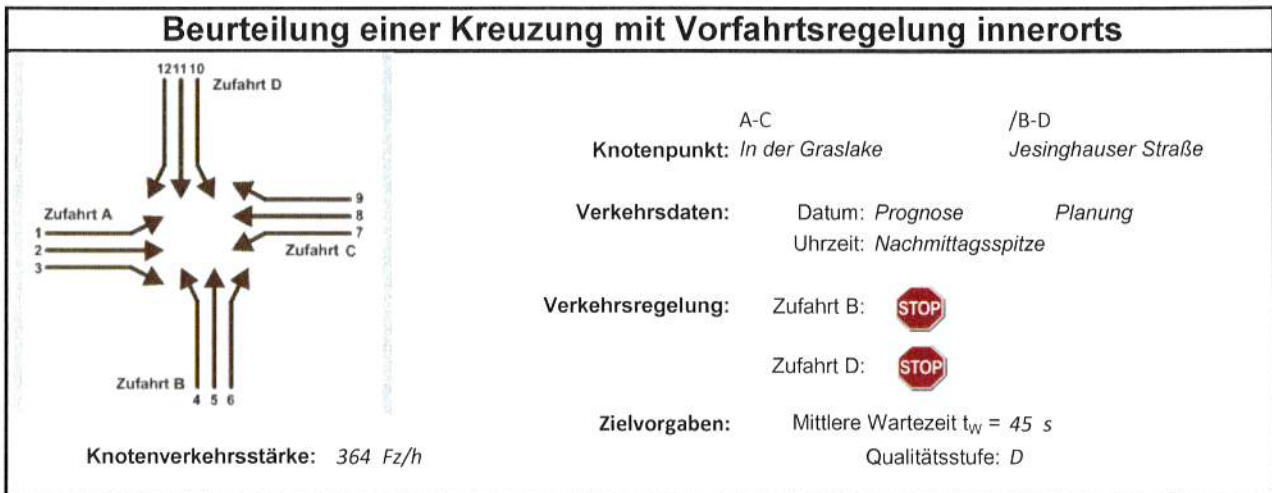 Beurteilung einer Kreuzung mit Vorfahrtsregelung innerorts
12 11 10
Zufahrt D
A-C /B-D
Knotenpunkt: In der Graslake Jesinghauser Straße
9
Zufahrt A 8
1 7
2 Zufahrt C
3
Verkehrsdaten: Datum: Prognose Planung
Uhrzeit: Nachmittagsspitze
Verkehrsregelung: Zufahrt B: STOP
Zufahrt D: STOP
Zufahrt B
4 5 6
Zielvorgaben: Mittlere Wartezeit tW = 45 s
Knotenverkehrsstärke: 364 Fz/h Qualitätsstufe: D